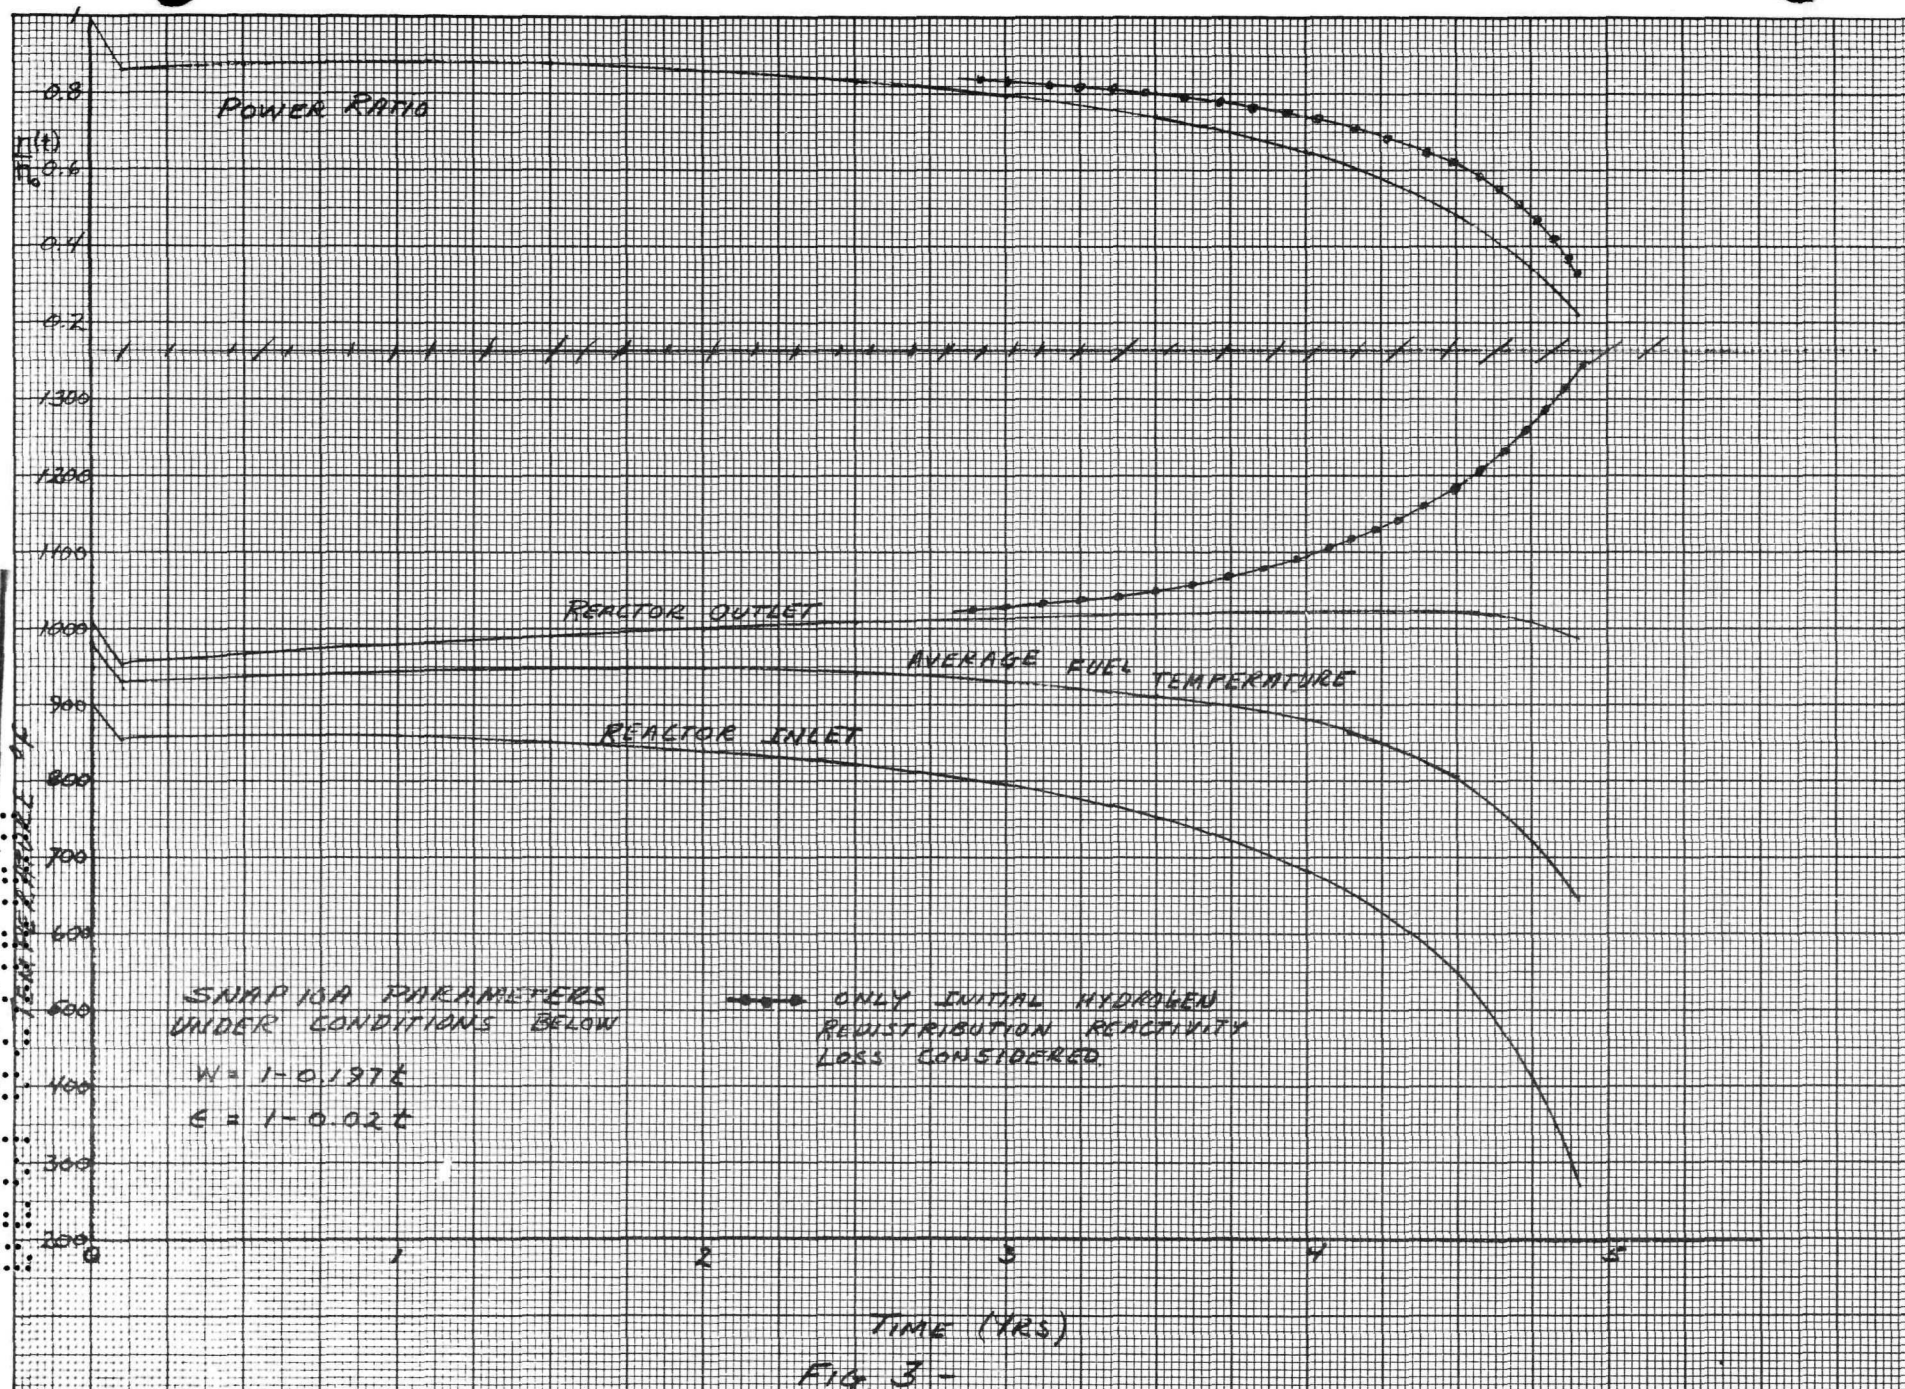 1
0.8
POWER RATIO
n(t)
n₀
0.6
0.4
0.2
1300
1200
1100
REACTOR OUTLET
1000
AVERAGE FUEL TEMPERATURE
900
REACTOR INLET
800
TEMPERATURE °F
700
600
500
SNAP 10A PARAMETERS
UNDER CONDITIONS BELOW
W = 1-0.197t
ϵ = 1-0.02t
ONLY INITIAL HYDROGEN
REDISTRIBUTION REACTIVITY
LOSS CONSIDERED.
400
300
200
0 1 2 3 4 5
TIME (YRS)
FIG 3 -